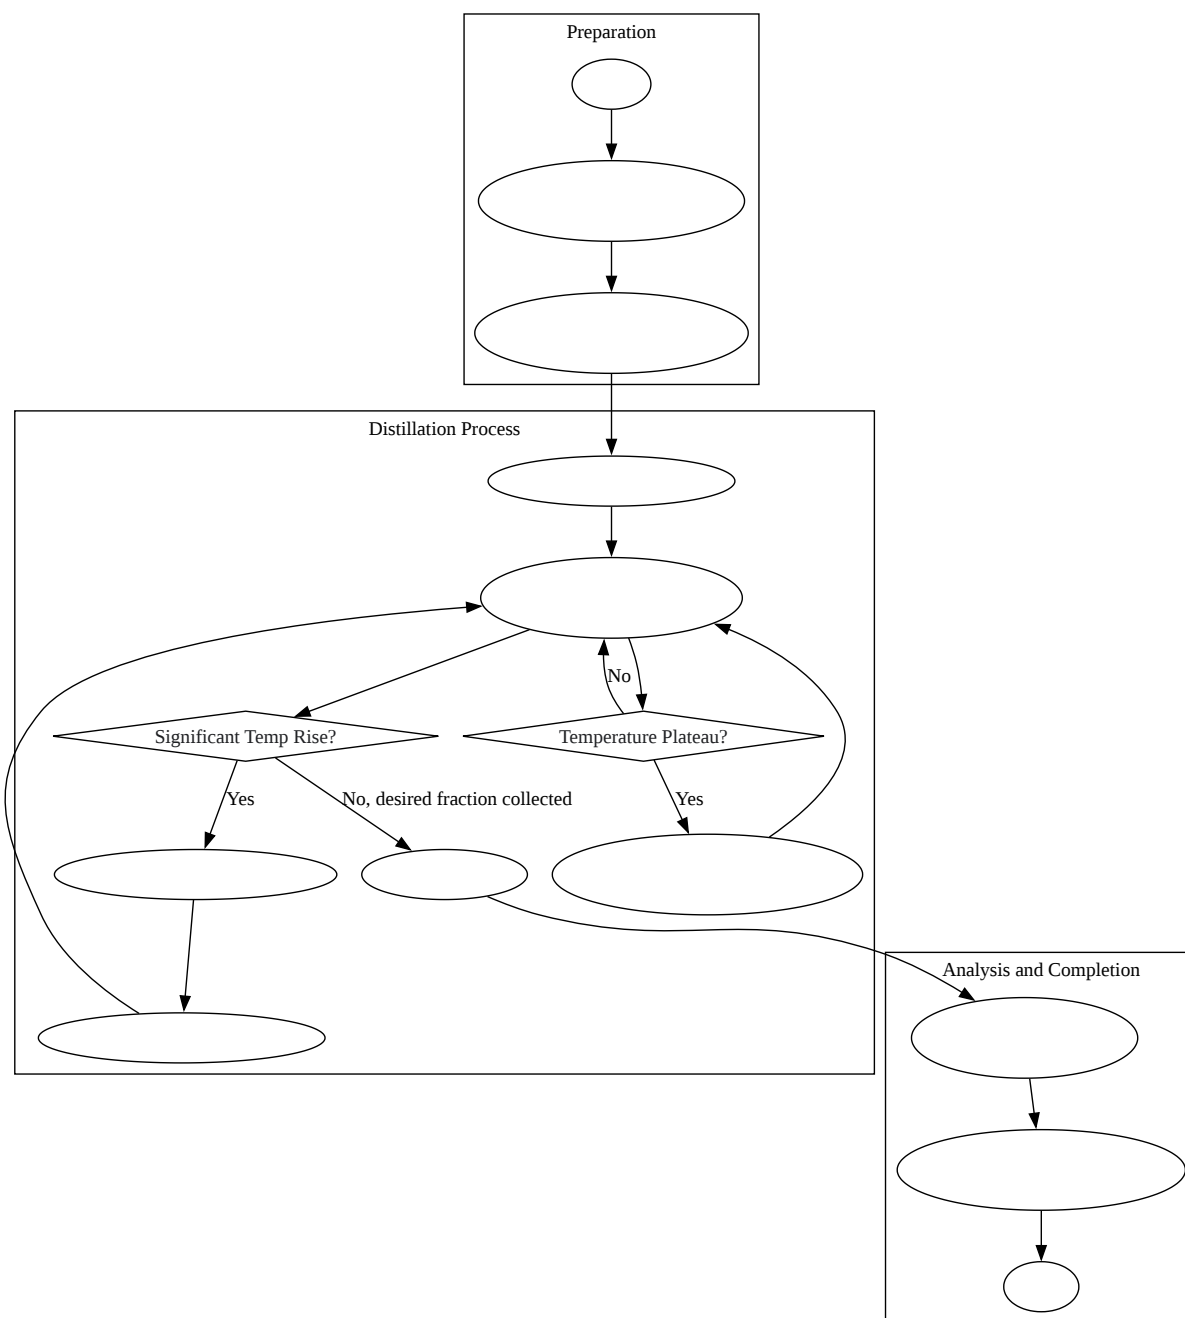 Preparation
Distillation Process
No
Significant Temp Rise?
Temperature Plateau?
Yes
No, desired fraction collected
Yes
Analysis and Completion